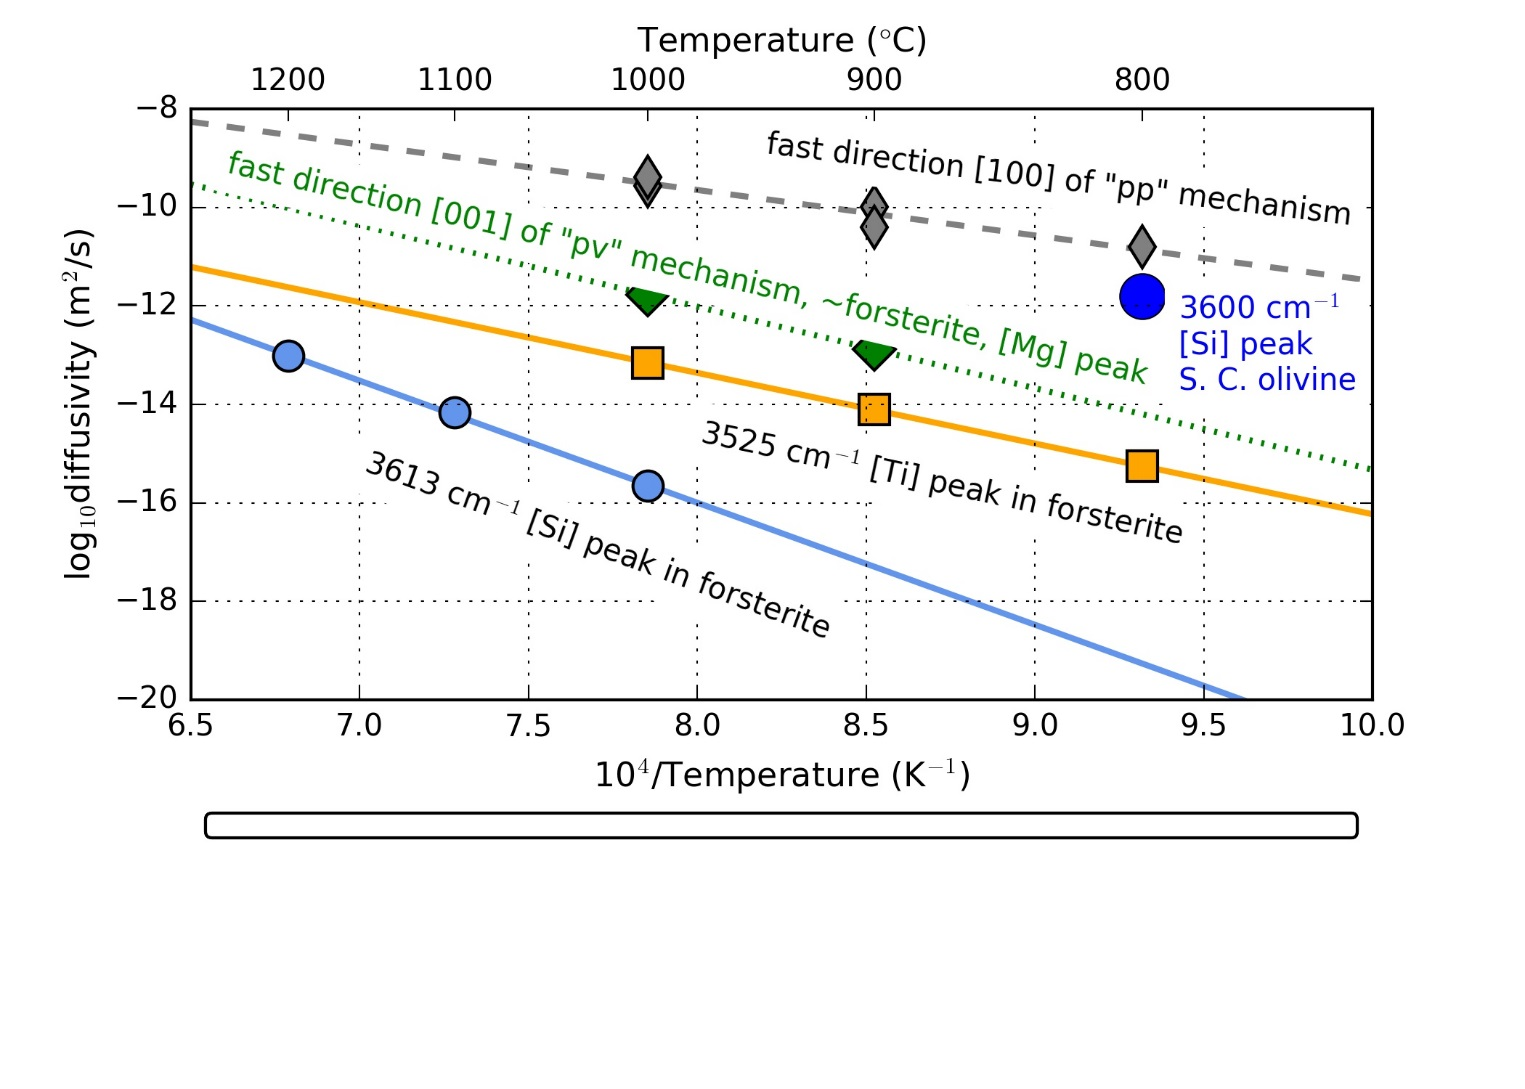 Temperature (°C)
1200 1100 1000 900 800
−8
−10
−12
−14
−16
−18
−20
log₁₀diffusivity (m²/s)
fast direction [100] of "pp" mechanism
fast direction [001] of "pv" mechanism, ~forsterite, [Mg] peak
3600 cm⁻¹
[Si] peak
S. C. olivine
3525 cm⁻¹ [Ti] peak in forsterite
3613 cm⁻¹ [Si] peak in forsterite
6.5 7.0 7.5 8.0 8.5 9.0 9.5 10.0
10⁴/Temperature (K⁻¹)